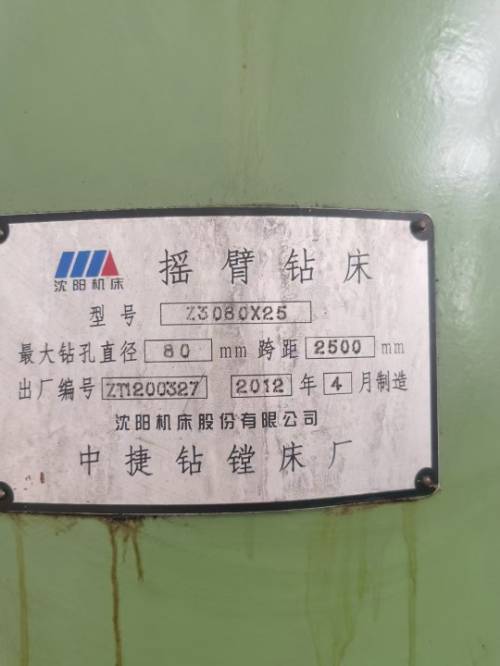 沈阳机床
摇臂钻床
型号 Z3080X25
最大钻孔直径 80 mm 跨距 2500 mm
出厂编号 ZT1200327 2012 年 4 月制造
沈阳机床股份有限公司
中捷钻镗床厂